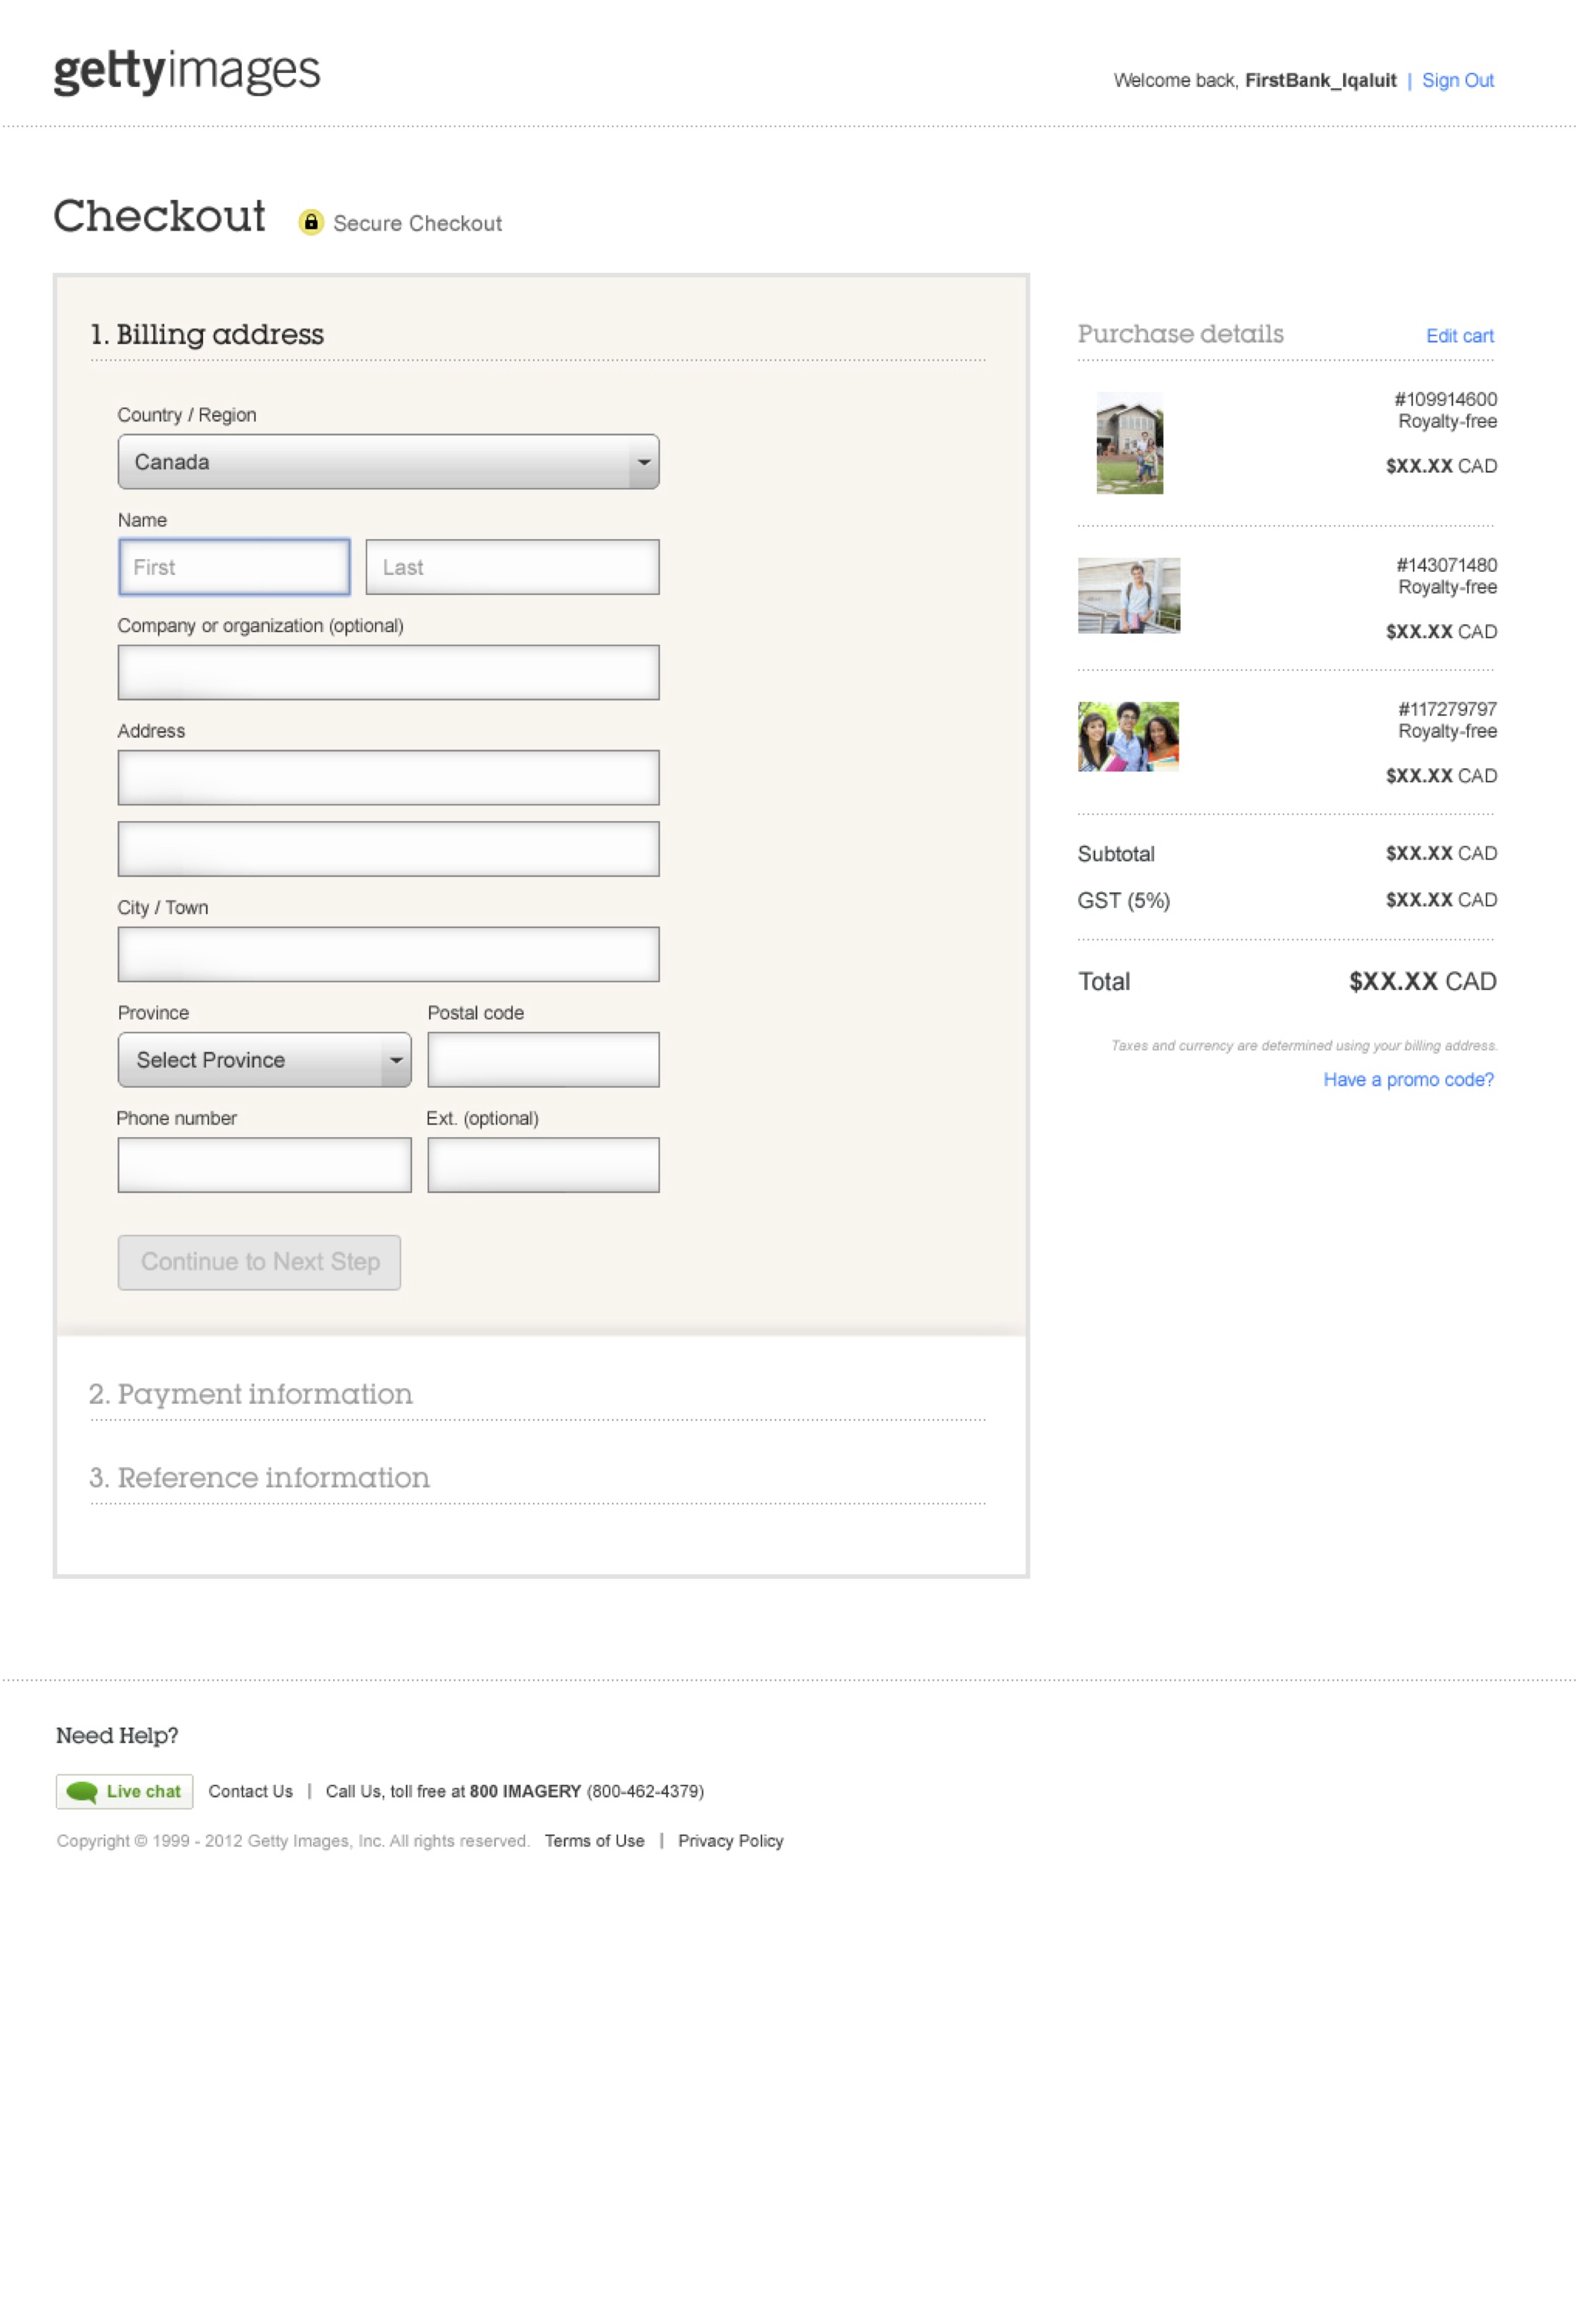 gettyimages
Welcome back, FirstBank_Iqaluit | Sign Out
Checkout
Secure Checkout
1. Billing address
Country / Region
Canada
Name
First
Last
Company or organization (optional)
Address
City / Town
Province
Postal code
Select Province
Phone number
Ext. (optional)
Continue to Next Step
2. Payment information
3. Reference information
Purchase details
Edit cart
#109914600
Royalty-free
$XX.XX CAD
#143071480
Royalty-free
$XX.XX CAD
#117279797
Royalty-free
$XX.XX CAD
Subtotal
$XX.XX CAD
GST (5%)
$XX.XX CAD
Total
$XX.XX CAD
Taxes and currency are determined using your billing address.
Have a promo code?
Need Help?
Live chat
Contact Us | Call Us, toll free at 800 IMAGERY (800-462-4379)
Copyright © 1999 - 2012 Getty Images, Inc. All rights reserved. Terms of Use | Privacy Policy